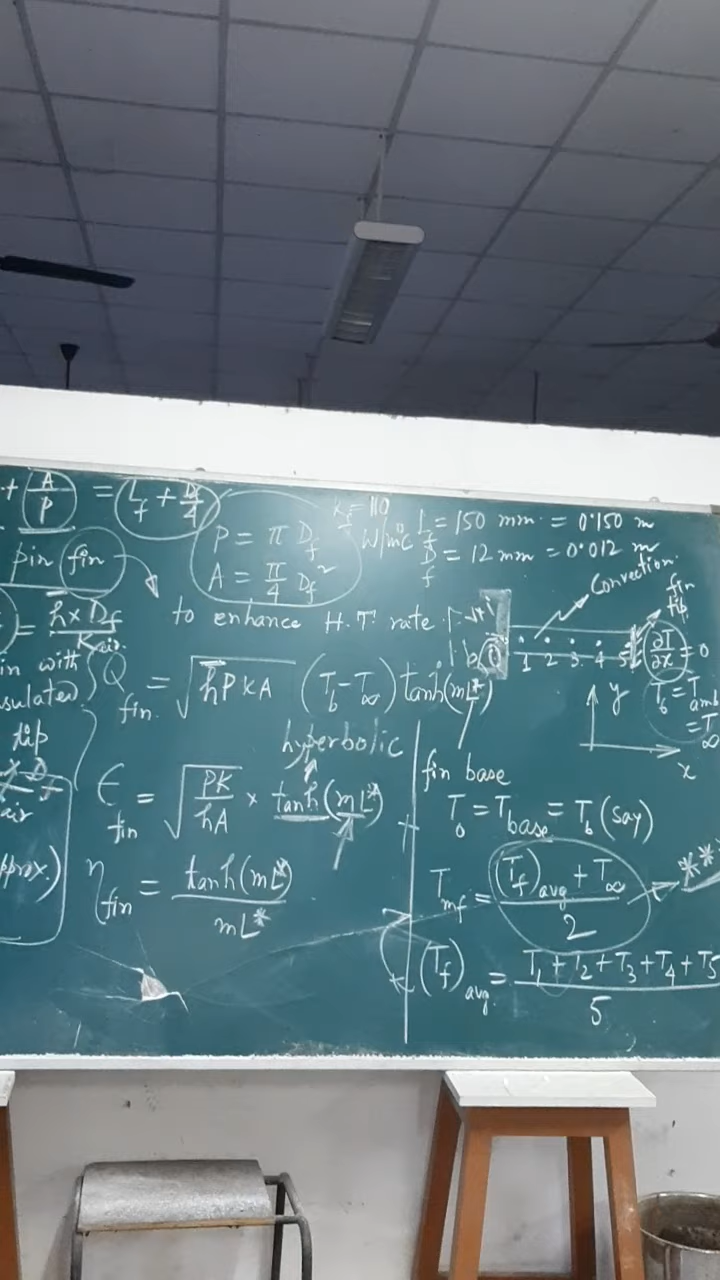 + A/P = (L_f + D_f/4)
P = π D_f
A = π/4 D_f²
K_f = 110 W/m°C
L_f = 150 mm = 0.150 m
D_f = 12 mm = 0.012 m
pin fin
to enhance H.T. rate
= h × D_f / K_air
in with
insulated
tip
air
pprox.)
Q_fin = √(h̄PKA) (T_b - T_∞) tanh(mL*)
hyperbolic
ε_fin = √(PK/hA) × tanh(mL*)
η_fin = tanh(mL*) / mL*
Convection
fin
tip
1 2 3 4 5
∂T/∂x = 0
T_b = T_amb
= T_∞
y
x
fin base
T_0 = T_base = T_b (say)
T_mf = ((T_f)_avg + T_∞) / 2 → ***
(T_f)_avg. = (T_1 + T_2 + T_3 + T_4 + T_5) / 5